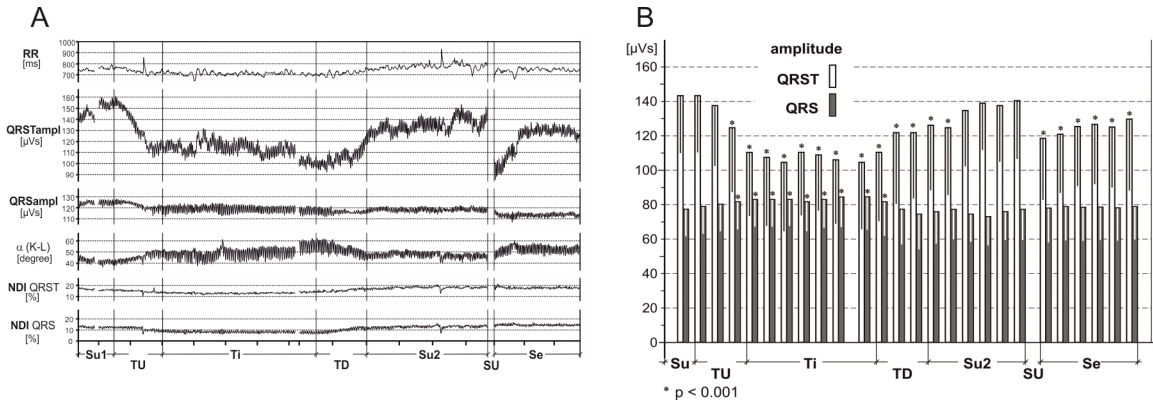 A
RR
[ms]
1000
900
800
700
QRSTampl
[µVs]
160
150
140
130
120
110
100
90
QRSampl
[µVs]
130
120
110
α (K-L)
[degree]
60
50
40
NDI QRST
[%]
20
10
NDI QRS
[%]
20
10
0
Su1
TU
Ti
TD
Su2
SU
Se
B
[µVs]
amplitude
QRST
QRS
160
140
120
100
80
60
40
20
0
Su
TU
Ti
TD
Su2
SU
Se
* p < 0.001